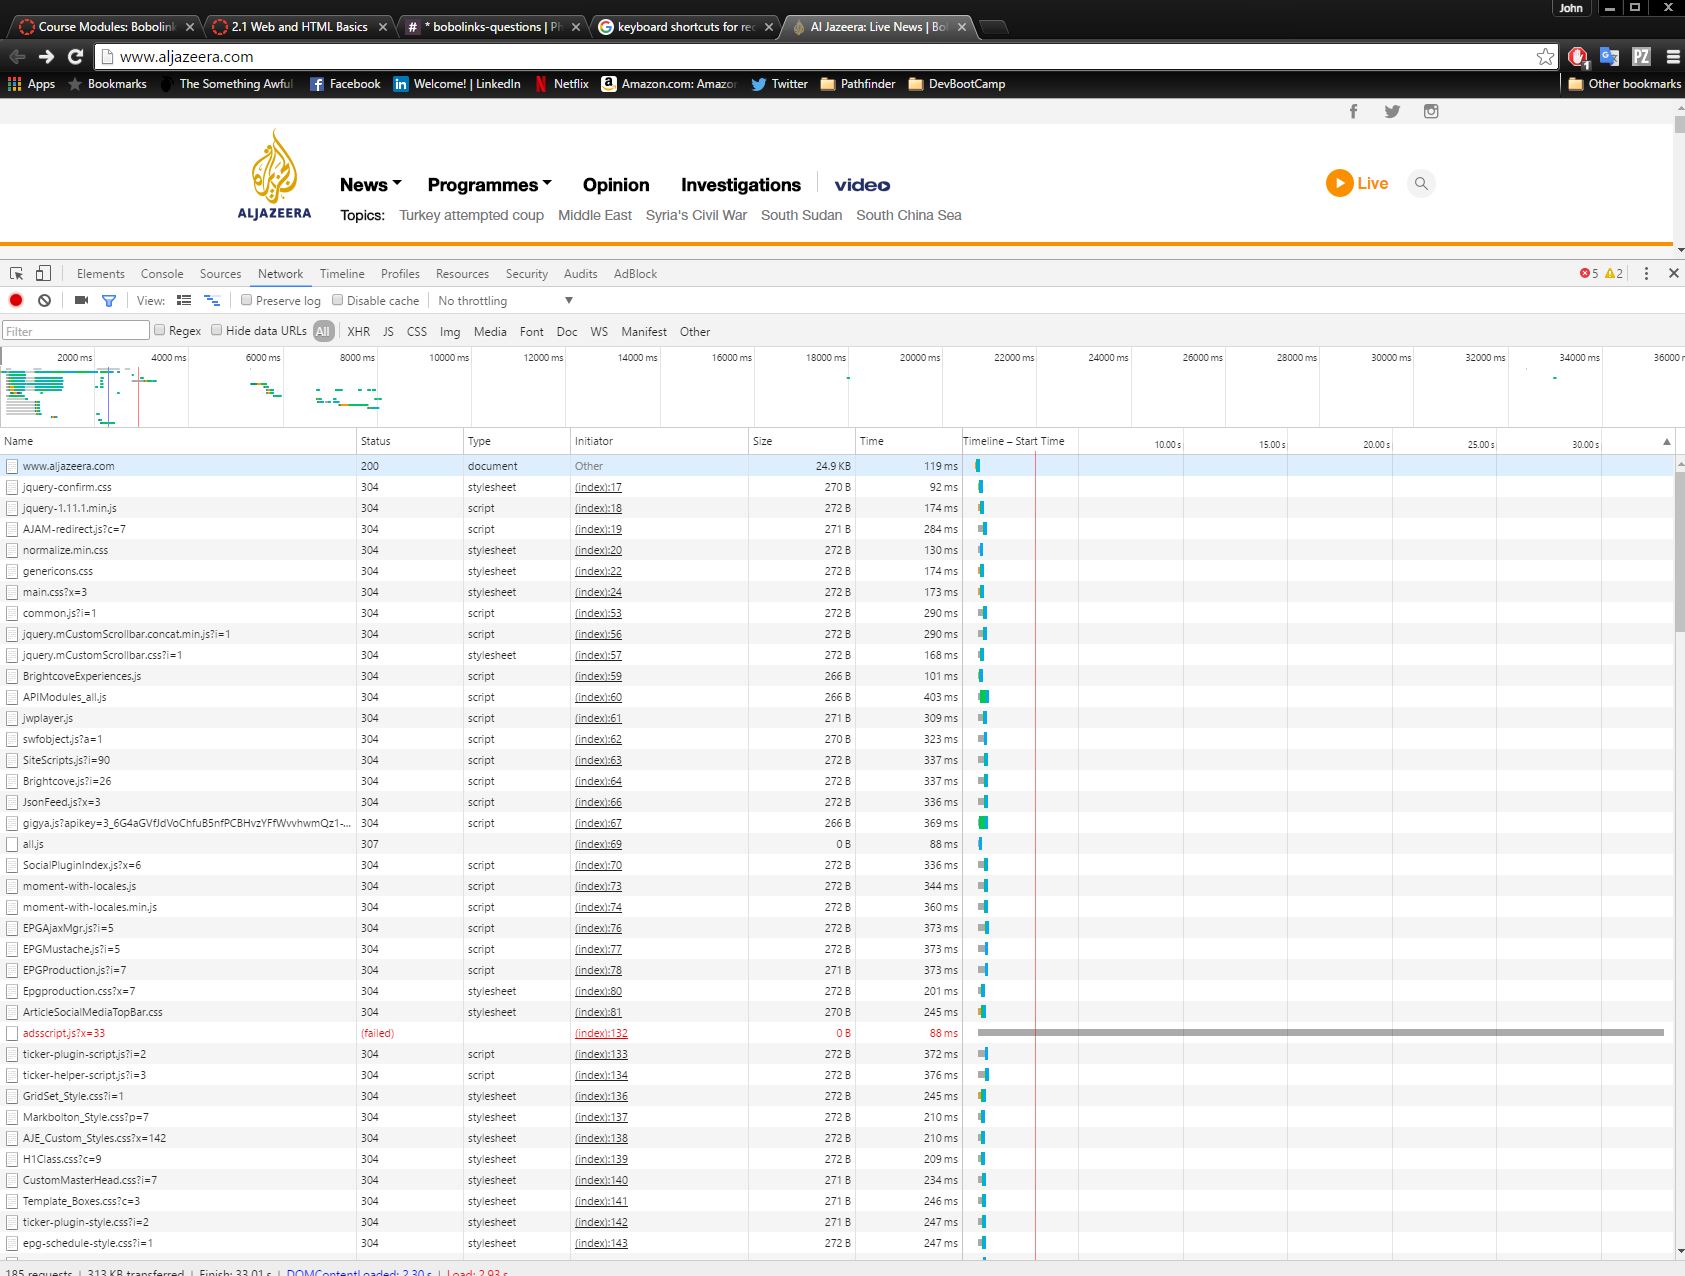 John
Course Modules: Bobolink
2.1 Web and HTML Basics
* bobolinks-questions | Ph
keyboard shortcuts for rec
Al Jazeera: Live News | Bol
www.aljazeera.com
1
PZ
Apps
Bookmarks
The Something Awful
Facebook
Welcome! | LinkedIn
Netflix
Amazon.com: Amazon
Twitter
Pathfinder
DevBootCamp
Other bookmarks
ALJAZEERA
News Programmes Opinion Investigations video
Live
Topics: Turkey attempted coup Middle East Syria's Civil War South Sudan South China Sea
Elements Console Sources Network Timeline Profiles Resources Security Audits AdBlock 5 2
View: Preserve log Disable cache No throttling
Filter Regex Hide data URLs All XHR JS CSS Img Media Font Doc WS Manifest Other
2000 ms 4000 ms 6000 ms 8000 ms 10000 ms 12000 ms 14000 ms 16000 ms 18000 ms 20000 ms 22000 ms 24000 ms 26000 ms 28000 ms 30000 ms 32000 ms 34000 ms 36000 m
Name Status Type Initiator Size Time Timeline – Start Time 10.00 s 15.00 s 20.00 s 25.00 s 30.00 s
www.aljazeera.com 200 document Other 24.9 KB 119 ms
jquery-confirm.css 304 stylesheet (index):17 270 B 92 ms
jquery-1.11.1.min.js 304 script (index):18 272 B 174 ms
AJAM-redirect.js?c=7 304 script (index):19 271 B 284 ms
normalize.min.css 304 stylesheet (index):20 272 B 130 ms
genericons.css 304 stylesheet (index):22 272 B 174 ms
main.css?x=3 304 stylesheet (index):24 272 B 173 ms
common.js?i=1 304 script (index):53 272 B 290 ms
jquery.mCustomScrollbar.concat.min.js?i=1 304 script (index):56 272 B 290 ms
jquery.mCustomScrollbar.css?i=1 304 stylesheet (index):57 272 B 168 ms
BrightcoveExperiences.js 304 script (index):59 266 B 101 ms
APIModules_all.js 304 script (index):60 266 B 403 ms
jwplayer.js 304 script (index):61 271 B 309 ms
swfobject.js?a=1 304 script (index):62 270 B 323 ms
SiteScripts.js?i=90 304 script (index):63 272 B 337 ms
Brightcove.js?i=26 304 script (index):64 272 B 337 ms
JsonFeed.js?x=3 304 script (index):66 272 B 336 ms
gigya.js?apikey=3_6G4aGVfJdVoChfuB5nfPCBHvzYFfWvvhwmQz1-... 304 script (index):67 266 B 369 ms
all.js 307 (index):69 0 B 88 ms
SocialPluginIndex.js?x=6 304 script (index):70 272 B 336 ms
moment-with-locales.js 304 script (index):73 272 B 344 ms
moment-with-locales.min.js 304 script (index):74 272 B 360 ms
EPGAjaxMgr.js?i=5 304 script (index):76 272 B 373 ms
EPGMustache.js?i=5 304 script (index):77 272 B 373 ms
EPGProduction.js?i=7 304 script (index):78 271 B 373 ms
Epgproduction.css?x=7 304 stylesheet (index):80 272 B 201 ms
ArticleSocialMediaTopBar.css 304 stylesheet (index):81 270 B 245 ms
adsscript.js?x=33 (failed) (index):132 0 B 88 ms
ticker-plugin-script.js?i=2 304 script (index):133 272 B 372 ms
ticker-helper-script.js?i=3 304 script (index):134 272 B 376 ms
GridSet_Style.css?i=1 304 stylesheet (index):136 272 B 245 ms
Markbolton_Style.css?p=7 304 stylesheet (index):137 272 B 210 ms
AJE_Custom_Styles.css?x=142 304 stylesheet (index):138 272 B 210 ms
H1Class.css?c=9 304 stylesheet (index):139 272 B 209 ms
CustomMasterHead.css?i=7 304 stylesheet (index):140 271 B 234 ms
Template_Boxes.css?c=3 304 stylesheet (index):141 271 B 246 ms
ticker-plugin-style.css?i=2 304 stylesheet (index):142 271 B 247 ms
epg-schedule-style.css?i=1 304 stylesheet (index):143 272 B 247 ms
185 requests | 313 KB transferred | Finish: 33.01 s | DOMContentLoaded: 2.30 s | Load: 2.93 s